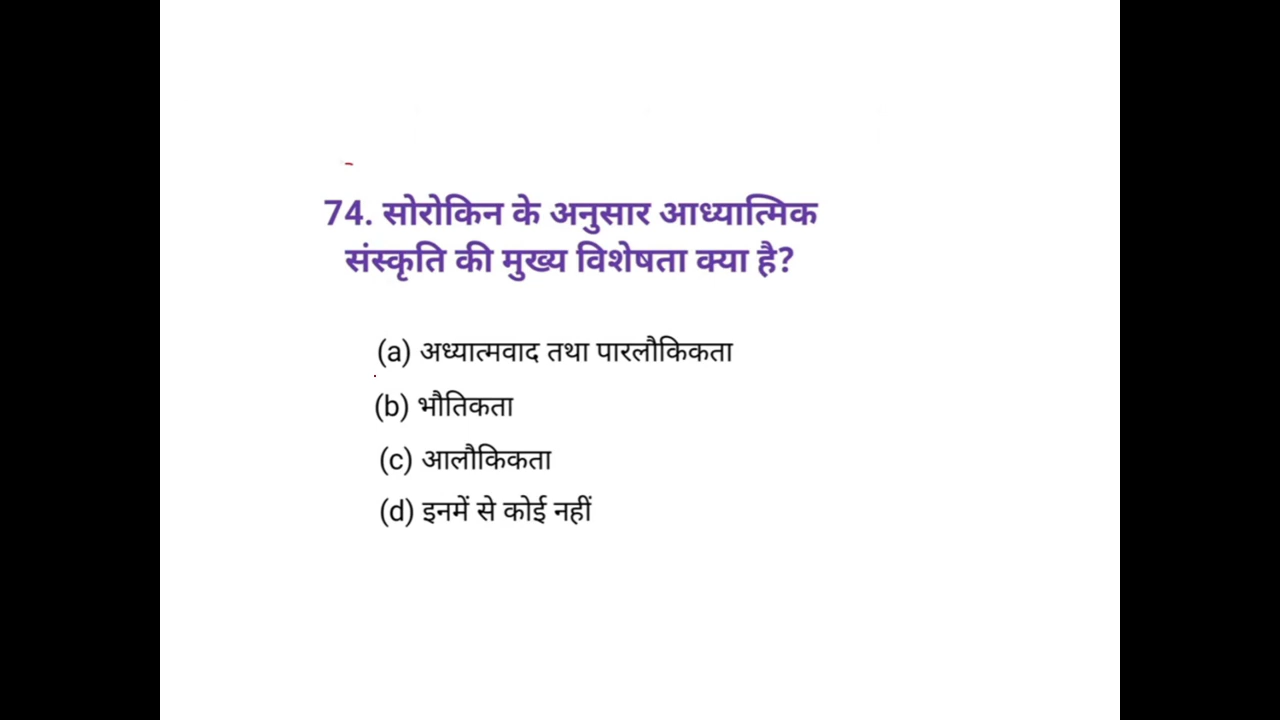 74. सोरोकिन के अनुसार आध्यात्मिक
संस्कृति की मुख्य विशेषता क्या है?
(a) अध्यात्मवाद तथा पारलौकिकता
(b) भौतिकता
(c) आलौकिकता
(d) इनमें से कोई नहीं